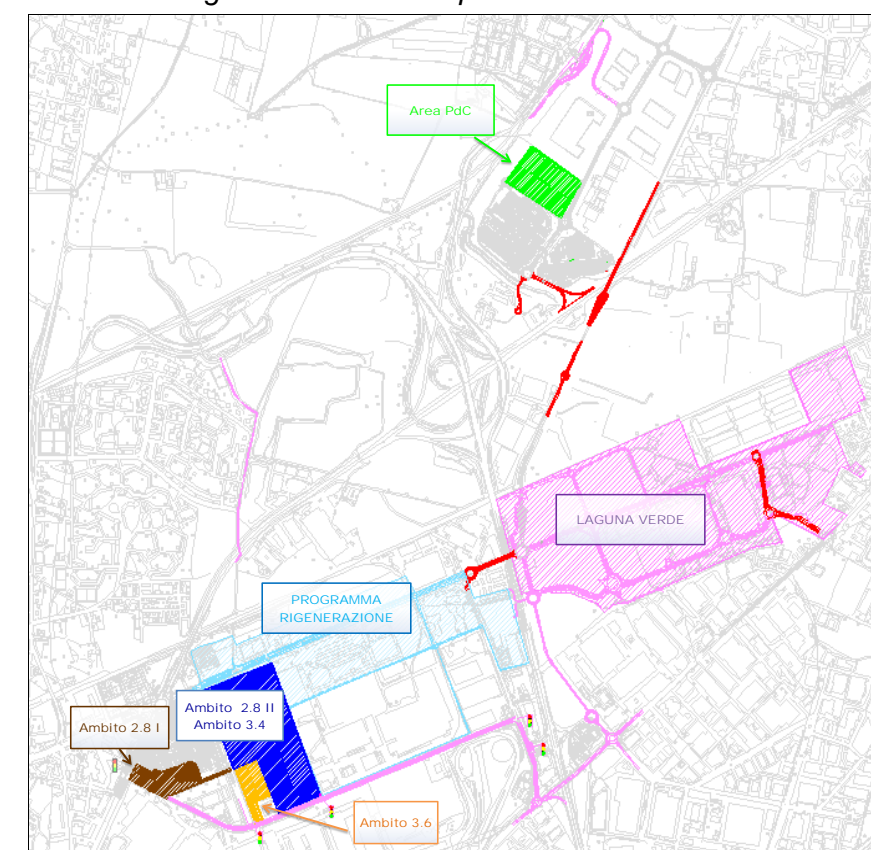 Area PdC
LAGUNA VERDE
PROGRAMMA
RIGENERAZIONE
Ambito 2.8 II
Ambito 3.4
Ambito 2.8 I
Ambito 3.6